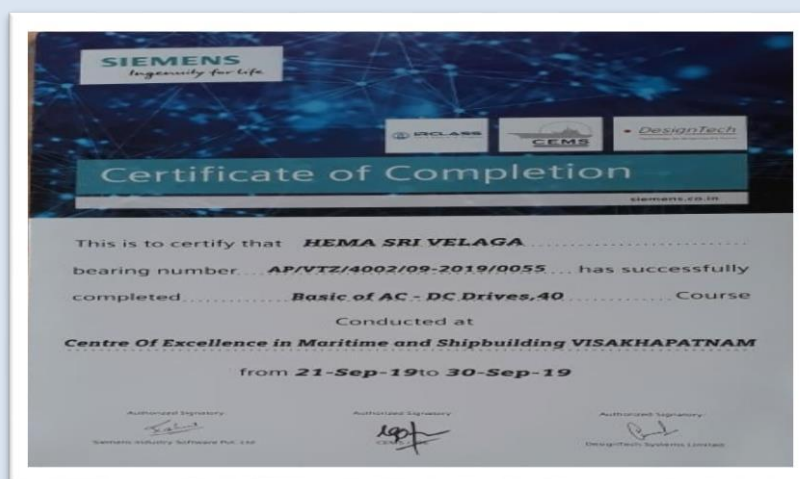 SIEMENS
Ingenuity for life
IRCLASS
CEMS
DesignTech
Certificate of Completion
siemens.co.in
This is to certify that HEMA SRI VELAGA
bearing number AP/VTZ/4002/09-2019/0055 has successfully
completed Basic of AC - DC Drives,40 Course
Conducted at
Centre Of Excellence in Maritime and Shipbuilding VISAKHAPATNAM
from 21-Sep-19to 30-Sep-19
Authorized Signatory
Authorized Signatory
Authorized Signatory
Siemens Industry Software Pvt. Ltd
DesignTech Systems Limited